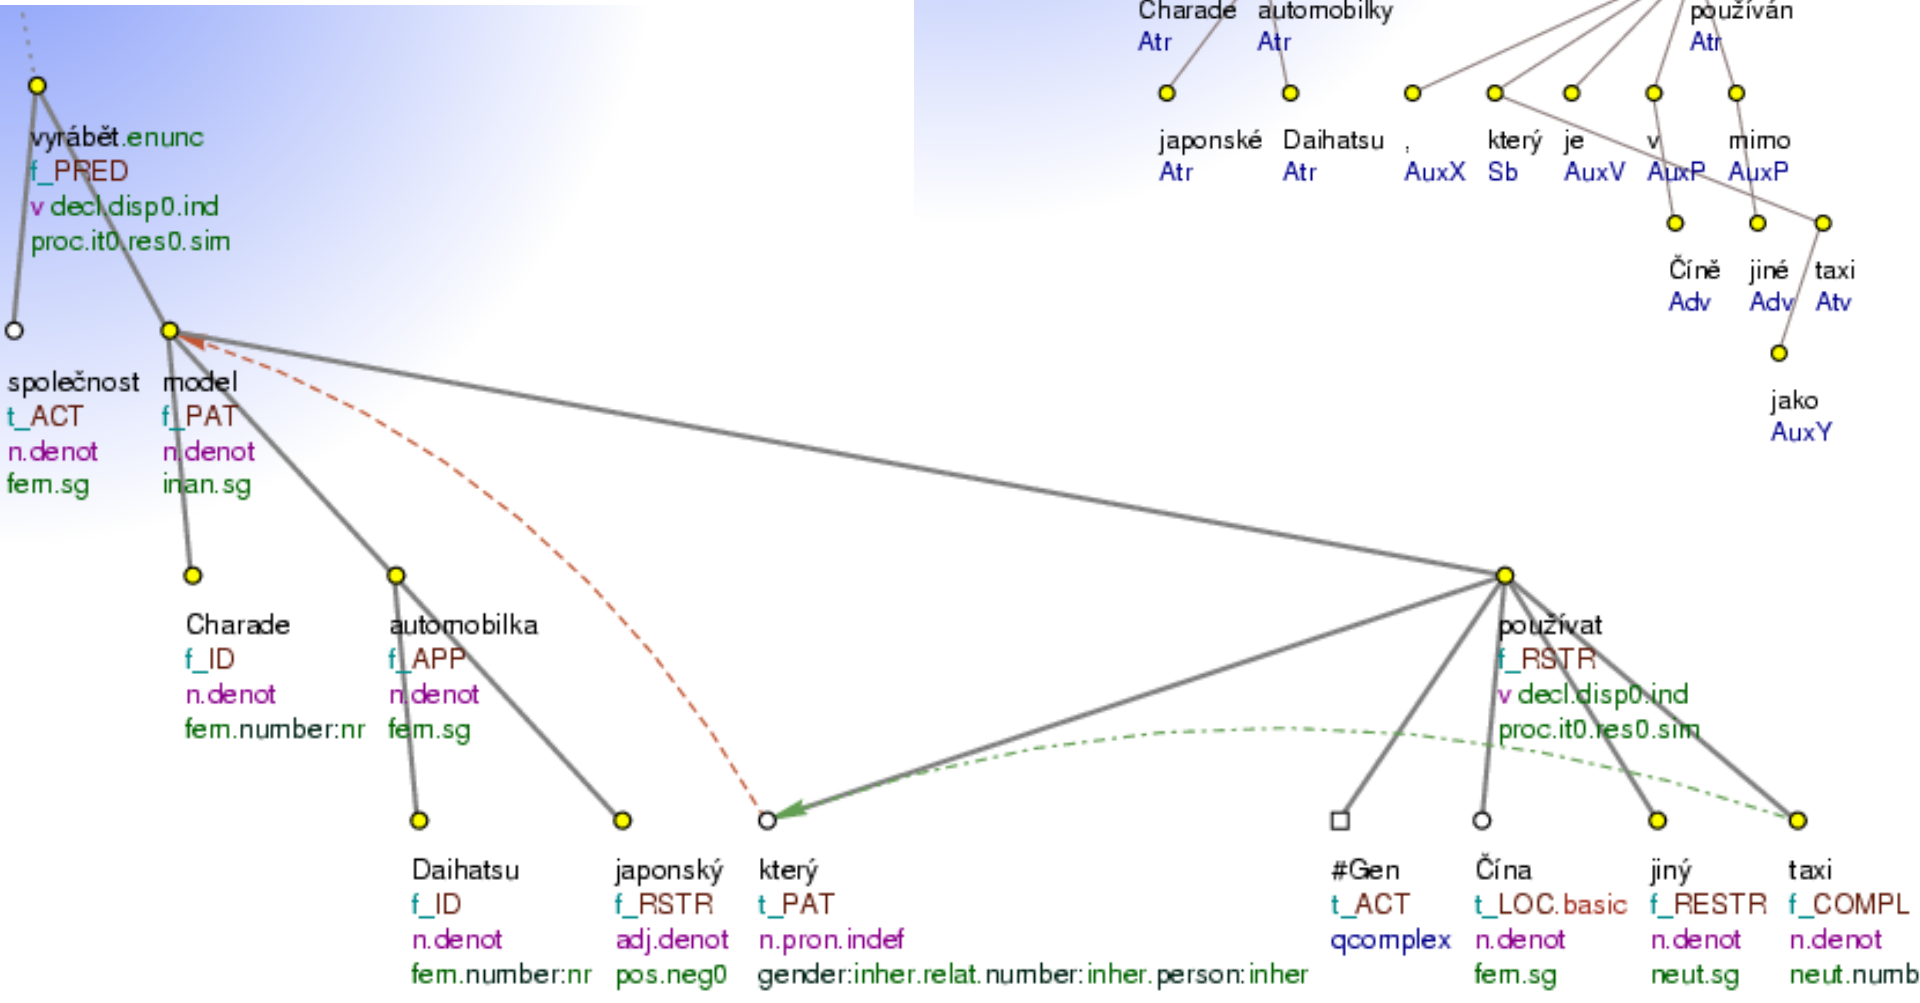 Charade automobilky používán
Atr Atr Atr
japonské Daihatsu , který je v mimo
Atr Atr AuxX Sb AuxV AuxP AuxP
Číně jiné taxi
Adv Adv Atv
jako
AuxY
vyrábět.enunc
f_PRED
v decl.disp0.ind
proc.it0.res0.sim
společnost model
t_ACT f_PAT
n.denot n.denot
fem.sg inan.sg
Charade automobilka používat
f_ID f_APP f_RSTR
n.denot n.denot v decl.disp0.ind
fem.number:nr fem.sg proc.it0.res0.sim
Daihatsu japonský který #Gen Čína jiný taxi
f_ID f_RSTR t_PAT t_ACT t_LOC.basic f_RESTR f_COMPL
n.denot adj.denot n.pron.indef qcomplex n.denot n.denot n.denot
fem.number:nr pos.neg0 gender:inher.relat.number:inher.person:inher fem.sg neut.sg neut.numb